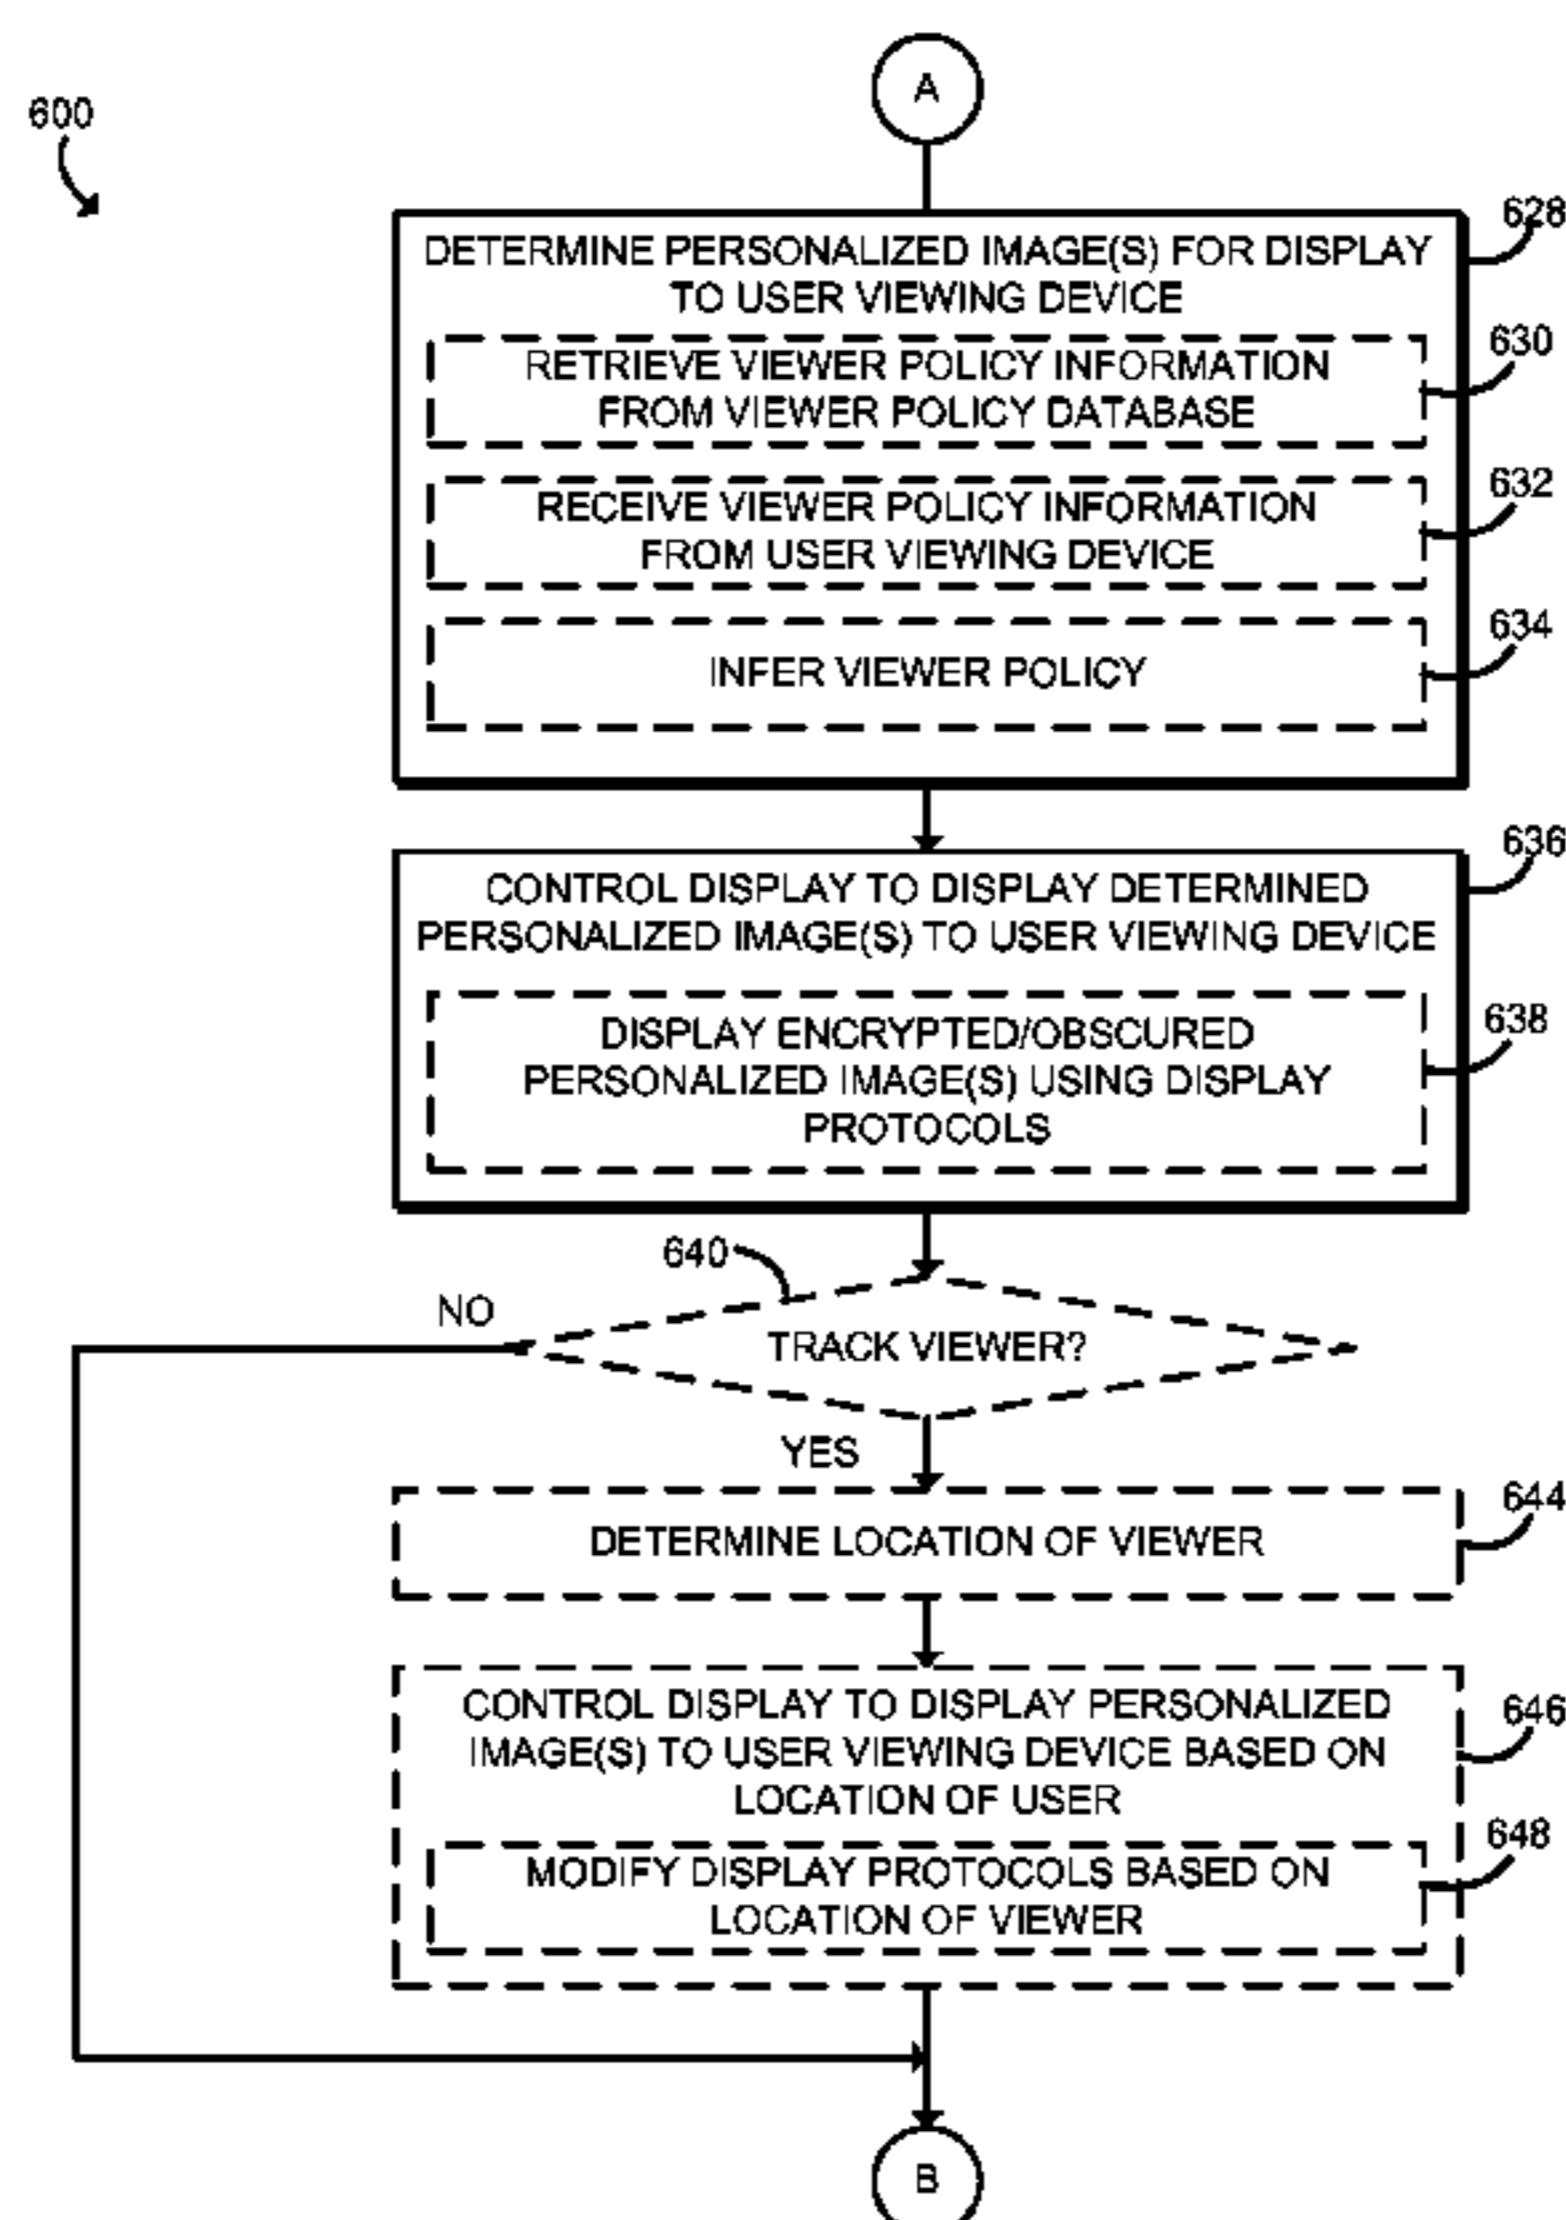 A
600
628
DETERMINE PERSONALIZED IMAGE(S) FOR DISPLAY
TO USER VIEWING DEVICE
630
RETRIEVE VIEWER POLICY INFORMATION
FROM VIEWER POLICY DATABASE
632
RECEIVE VIEWER POLICY INFORMATION
FROM USER VIEWING DEVICE
634
INFER VIEWER POLICY
636
CONTROL DISPLAY TO DISPLAY DETERMINED
PERSONALIZED IMAGE(S) TO USER VIEWING DEVICE
638
DISPLAY ENCRYPTED/OBSCURED
PERSONALIZED IMAGE(S) USING DISPLAY
PROTOCOLS
640
NO
TRACK VIEWER?
YES
644
DETERMINE LOCATION OF VIEWER
646
CONTROL DISPLAY TO DISPLAY PERSONALIZED
IMAGE(S) TO USER VIEWING DEVICE BASED ON
LOCATION OF USER
648
MODIFY DISPLAY PROTOCOLS BASED ON
LOCATION OF VIEWER
B